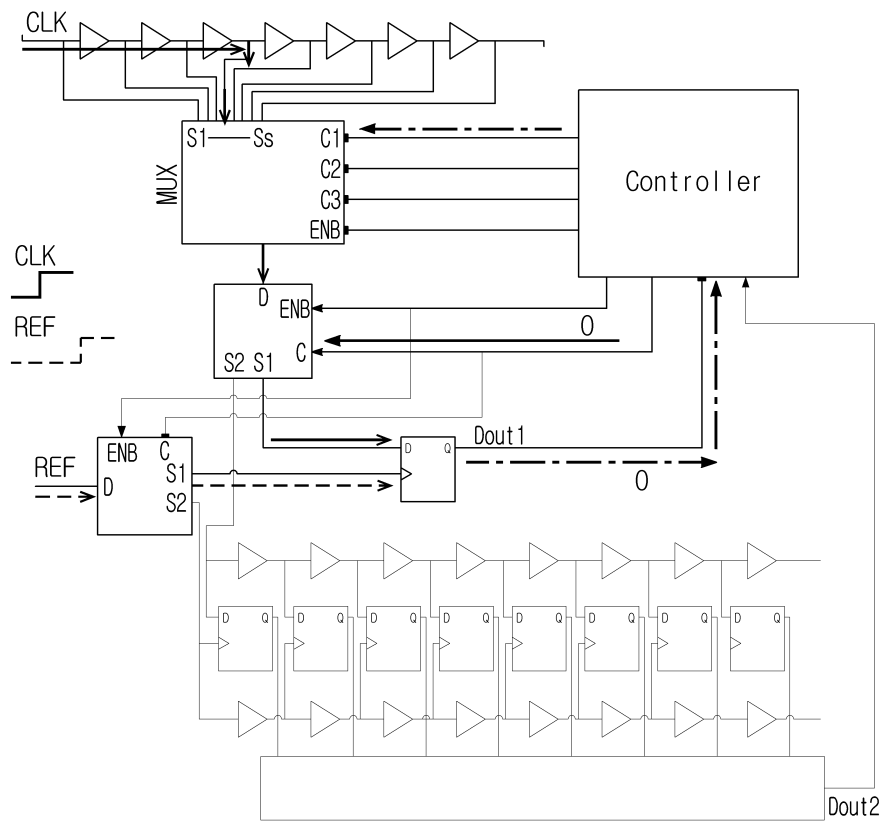 CLK
S1 Ss
C1
C2
C3
ENB
MUX
Controller
CLK
REF
D
ENB
C
S2 S1
0
ENB
C
D
S1
S2
REF
D Q
Dout1
0
D Q
D Q
D Q
D Q
D Q
D Q
D Q
D Q
Dout2